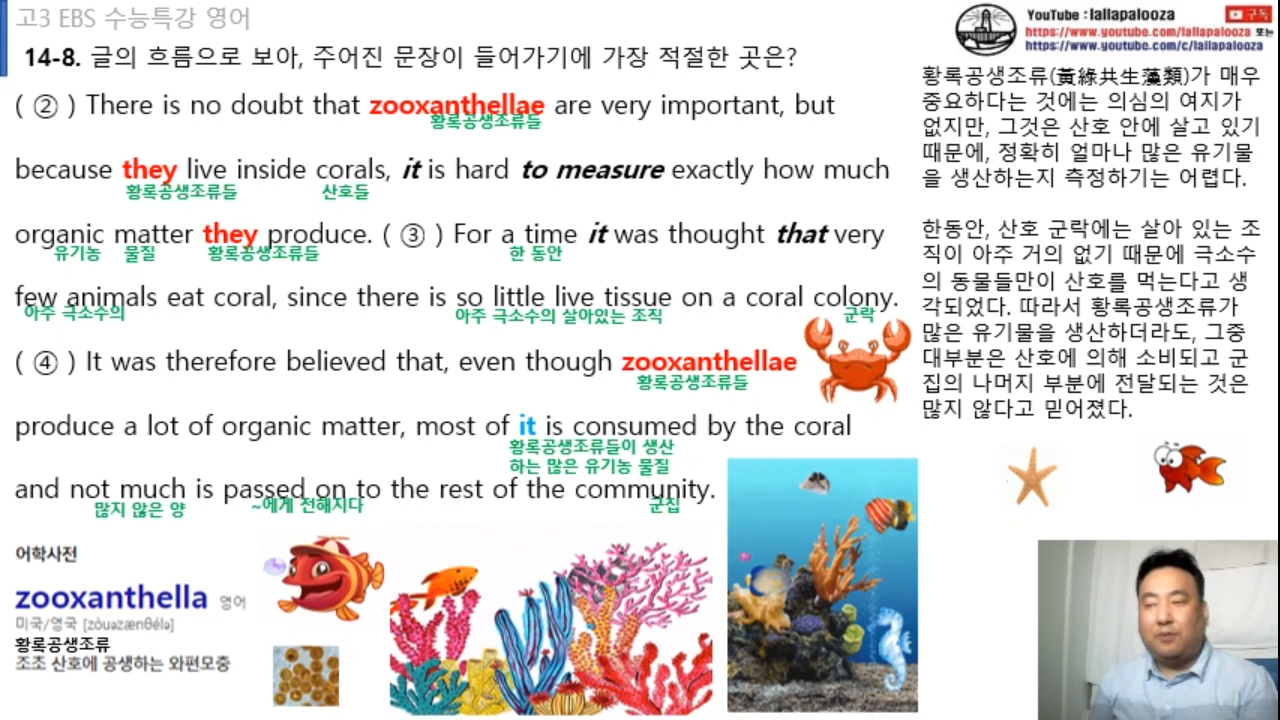 고3 EBS 수능특강 영어
14-8. 글의 흐름으로 보아, 주어진 문장이 들어가기에 가장 적절한 곳은?
( ② ) There is no doubt that zooxanthellae are very important, but
황록공생조류들
because they live inside corals, it is hard to measure exactly how much
황록공생조류들 산호들
organic matter they produce. ( ③ ) For a time it was thought that very
유기농 물질 황록공생조류들 한 동안
few animals eat coral, since there is so little live tissue on a coral colony.
아주 극소수의 아주 극소수의 살아있는 조직 군락
( ④ ) It was therefore believed that, even though zooxanthellae
황록공생조류들
produce a lot of organic matter, most of it is consumed by the coral
황록공생조류들이 생산
하는 많은 유기농 물질
and not much is passed on to the rest of the community.
많지 않은 양 ~에게 전해지다 군집
어학사전
zooxanthella 영어
미국/영국 [zòuəzænθélə]
황록공생조류
조조 산호에 공생하는 와편모충
YouTube : lallapalooza 구독
https://www.youtube.com/lallapalooza 또는
https://www.youtube.com/c/lallapalooza
황록공생조류(黃綠共生藻類)가 매우
중요하다는 것에는 의심의 여지가
없지만, 그것은 산호 안에 살고 있기
때문에, 정확히 얼마나 많은 유기물
을 생산하는지 측정하기는 어렵다.
한동안, 산호 군락에는 살아 있는 조
직이 아주 거의 없기 때문에 극소수
의 동물들만이 산호를 먹는다고 생
각되었다. 따라서 황록공생조류가
많은 유기물을 생산하더라도, 그중
대부분은 산호에 의해 소비되고 군
집의 나머지 부분에 전달되는 것은
많지 않다고 믿어졌다.